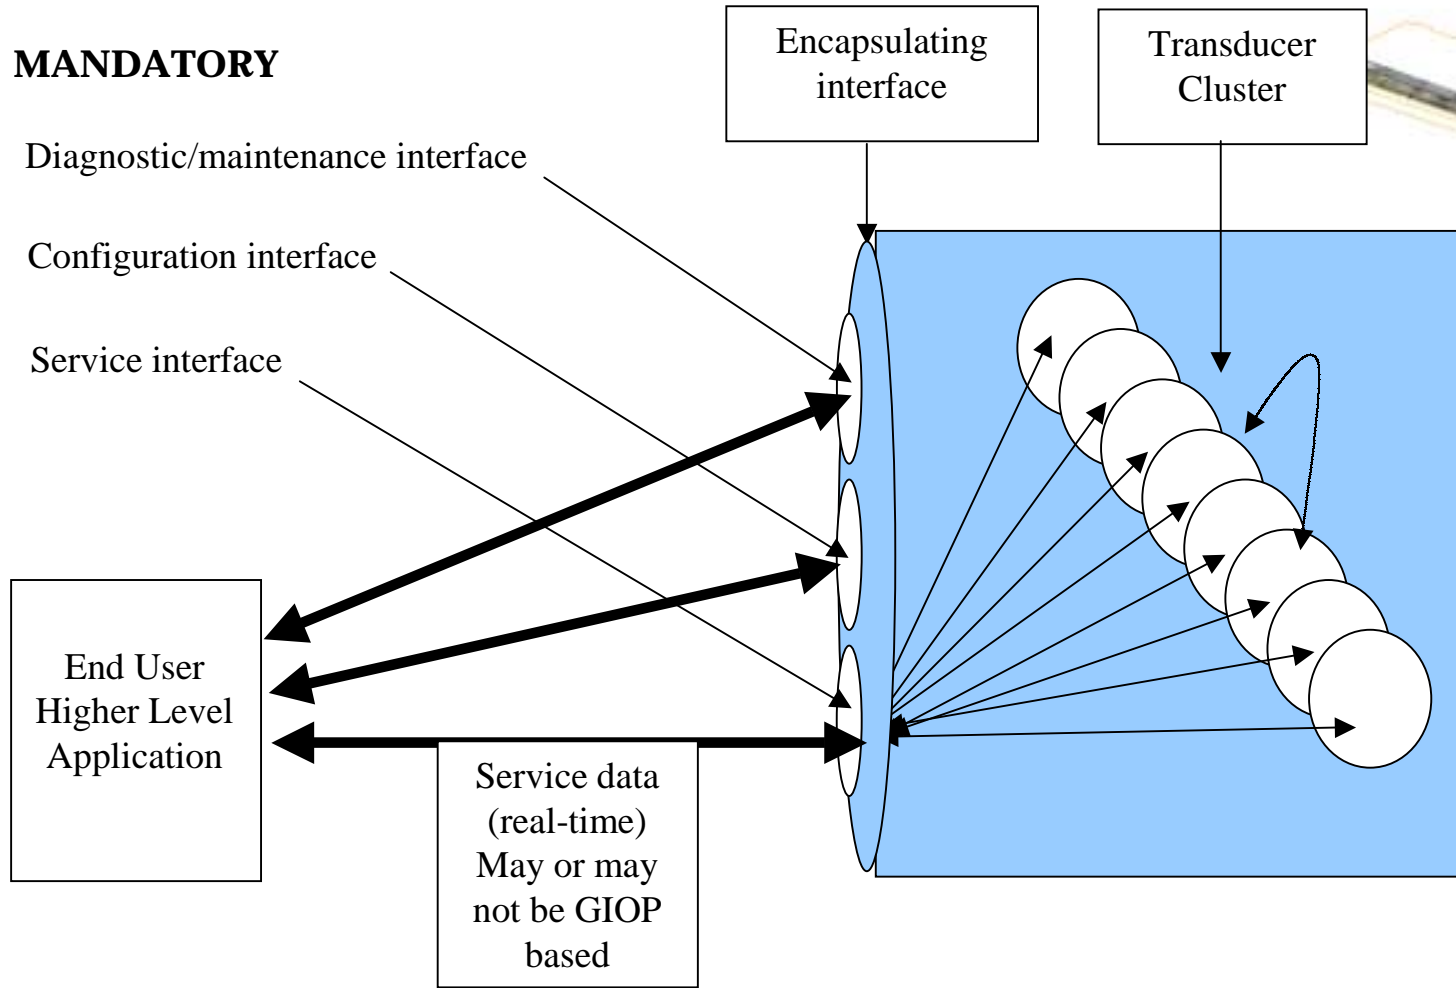 MANDATORY
Encapsulating
interface
Transducer
Cluster
Diagnostic/maintenance interface
Configuration interface
Service interface
End User
Higher Level
Application
Service data
(real-time)
May or may
not be GIOP
based